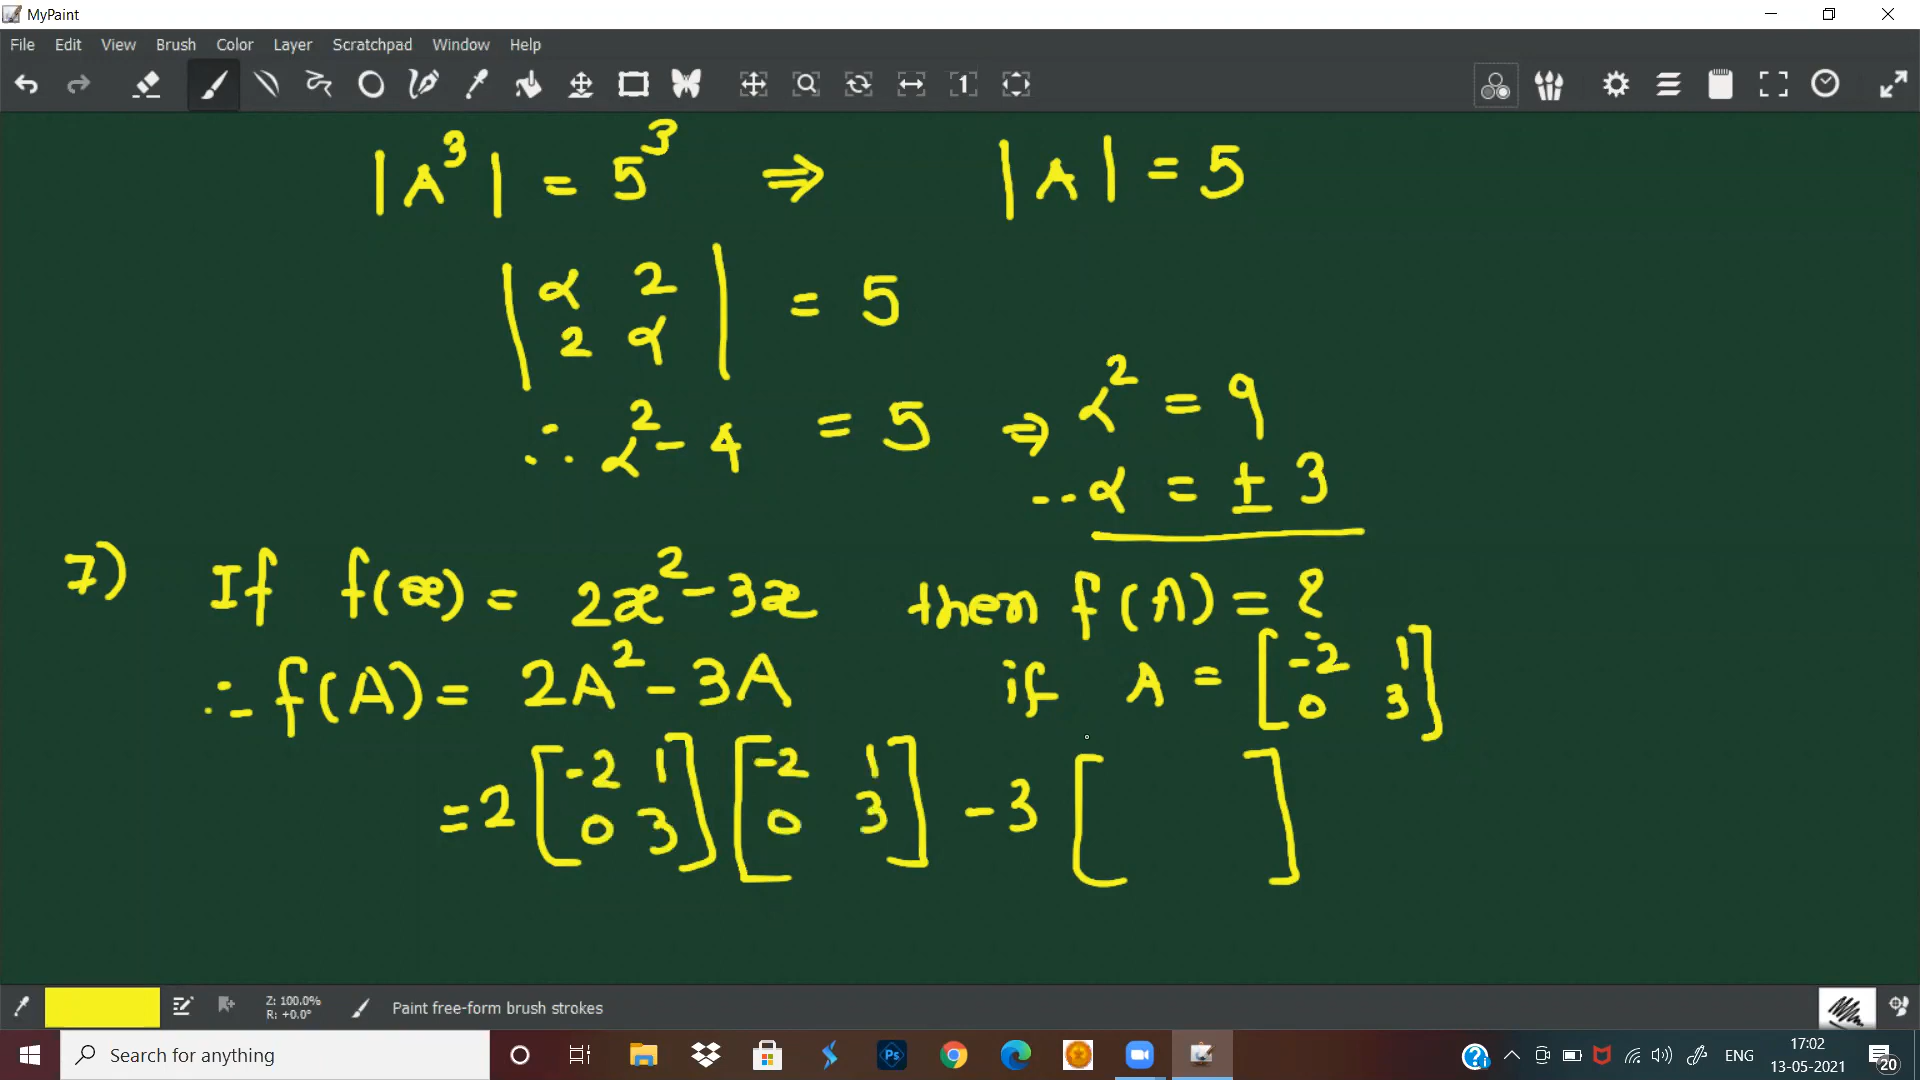 MyPaint
File Edit View Brush Color Layer Scratchpad Window Help
|A³| = 5³ ⇒ |A| = 5
|α 2
2 α| = 5
∴ α² - 4 = 5 ⇒ α² = 9
α = ± 3
7) If f(x) = 2x² - 3x then f(A) = ?
∴ f(A) = 2A² - 3A if A = [-2 1
0 3]
= 2 [-2 1
0 3] [-2 1
0 3] - 3 [ ]
Z: 100.0%
R: +0.0°
Paint free-form brush strokes
Search for anything
Ps
ENG
17:02
13-05-2021
20